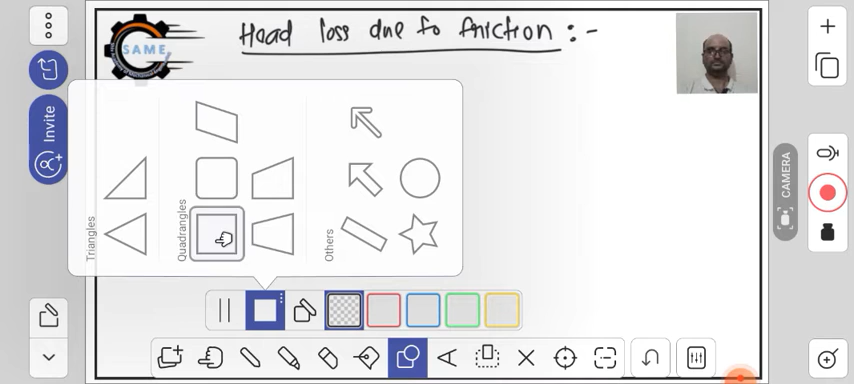 Head loss due to friction :-
SAME
Invite
Triangles
Quadrangles
Others
CAMERA